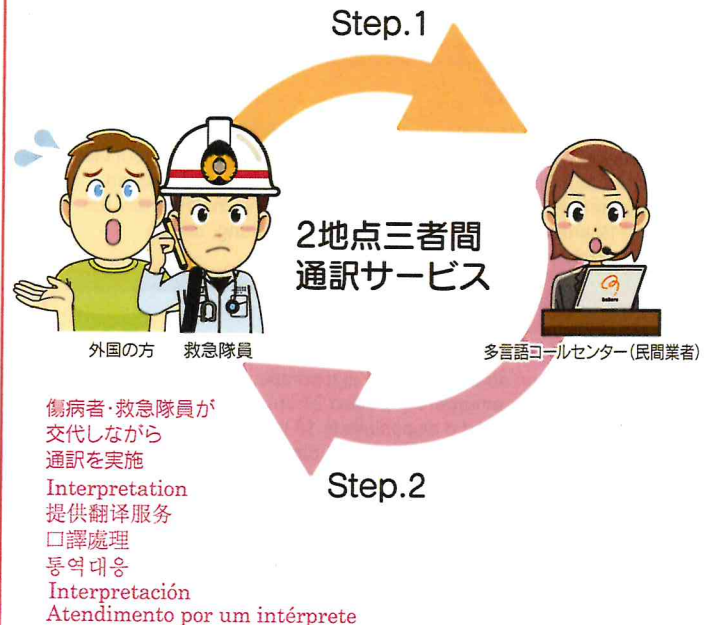 Step.1
2地点三者間
通訳サービス
外国の方
救急隊員
多言語コールセンター(民間業者)
傷病者・救急隊員が
交代しながら
通訳を実施
Interpretation
提供翻译服务
口譯處理
통역대응
Interpretación
Atendimento por um intérprete
Step.2